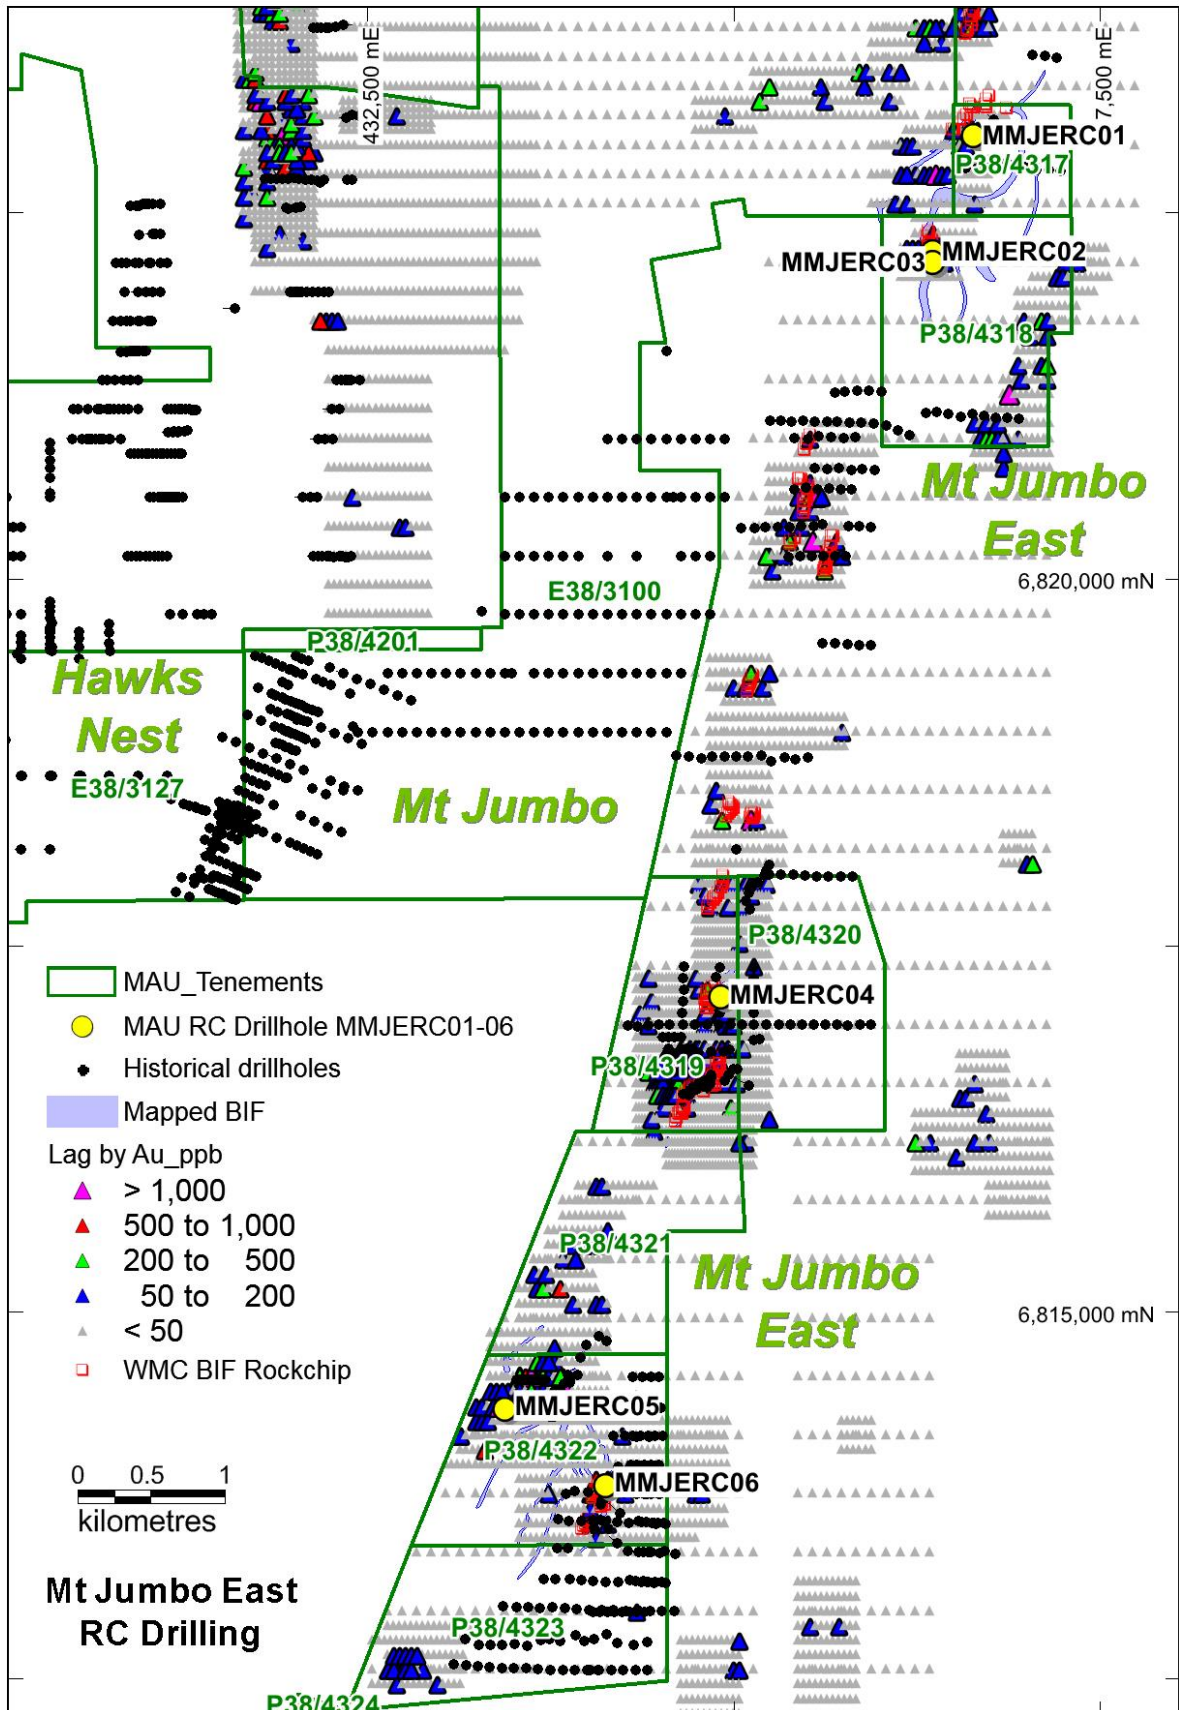 432,500 mE
7,500 mE
MMJERC01
P38/4317
MMJERC02
MMJERC03
P38/4318
Mt Jumbo
East
6,820,000 mN
E38/3100
P38/4201
Hawks
Nest
E38/3127
Mt Jumbo
P38/4320
MAU_Tenements
MMJERC04
MAU RC Drillhole MMJERC01-06
Historical drillholes
P38/4319
Mapped BIF
Lag by Au_ppb
> 1,000
500 to 1,000
200 to 500
50 to 200
< 50
WMC BIF Rockchip
P38/4321
Mt Jumbo
East
6,815,000 mN
MMJERC05
P38/4322
MMJERC06
0 0.5 1
kilometres
Mt Jumbo East
RC Drilling
P38/4323
P38/4324